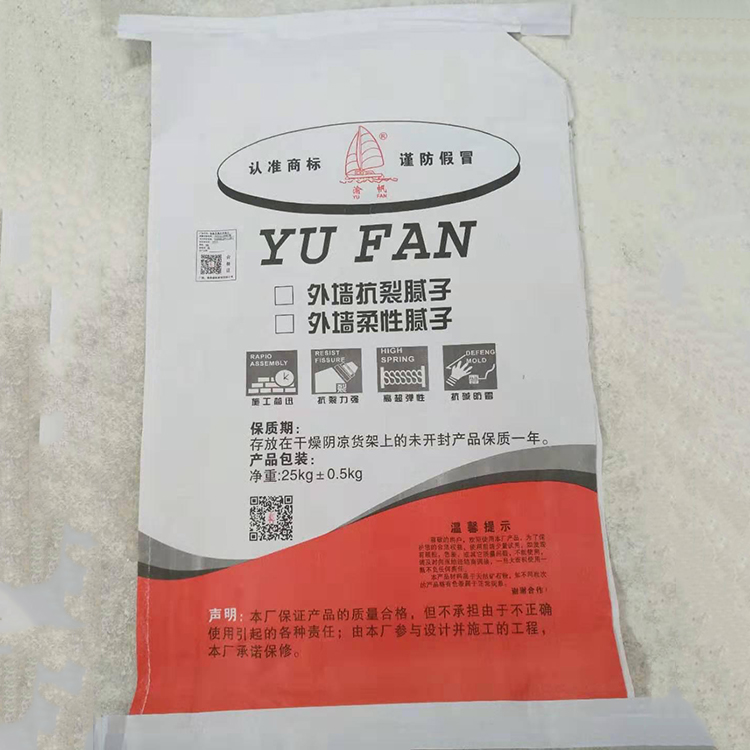 认准商标
®
谨防假冒
渝 帆
YU FAN
YU FAN
外墙抗裂腻子
外墙柔性腻子
RAPID ASSEMBLY
RESIST FISSURE
HIGH SPRING
DEFENG MOLD
施工简迅
抗裂力强
高超弹性
抗碱防霉
保质期:
存放在干燥阴凉货架上的未开封产品保质一年。
产品包装:
净重:25kg±0.5kg
温馨提示
谢谢合作!
声明:本厂保证产品的质量合格,但不承担由于不正确
使用引起的各种责任;由本厂参与设计并施工的工程,
本厂承诺保修。